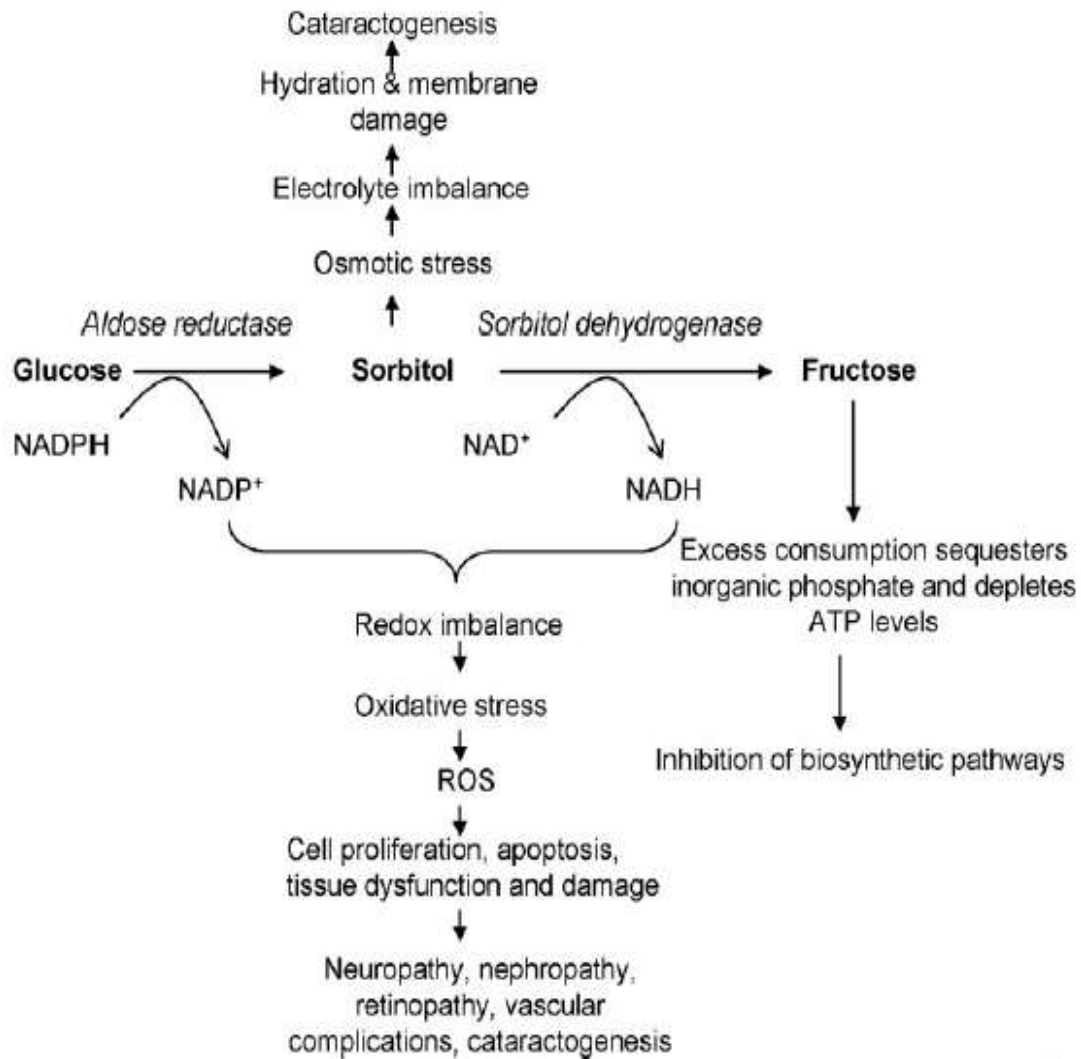 Cataractogenesis
Hydration & membrane
damage
Electrolyte imbalance
Osmotic stress
Aldose reductase
Sorbitol dehydrogenase
Glucose
Sorbitol
Fructose
NADPH
NADP⁺
NAD⁺
NADH
Excess consumption sequesters
inorganic phosphate and depletes
ATP levels
Redox imbalance
Oxidative stress
Inhibition of biosynthetic pathways
ROS
Cell proliferation, apoptosis,
tissue dysfunction and damage
Neuropathy, nephropathy,
retinopathy, vascular
complications, cataractogenesis